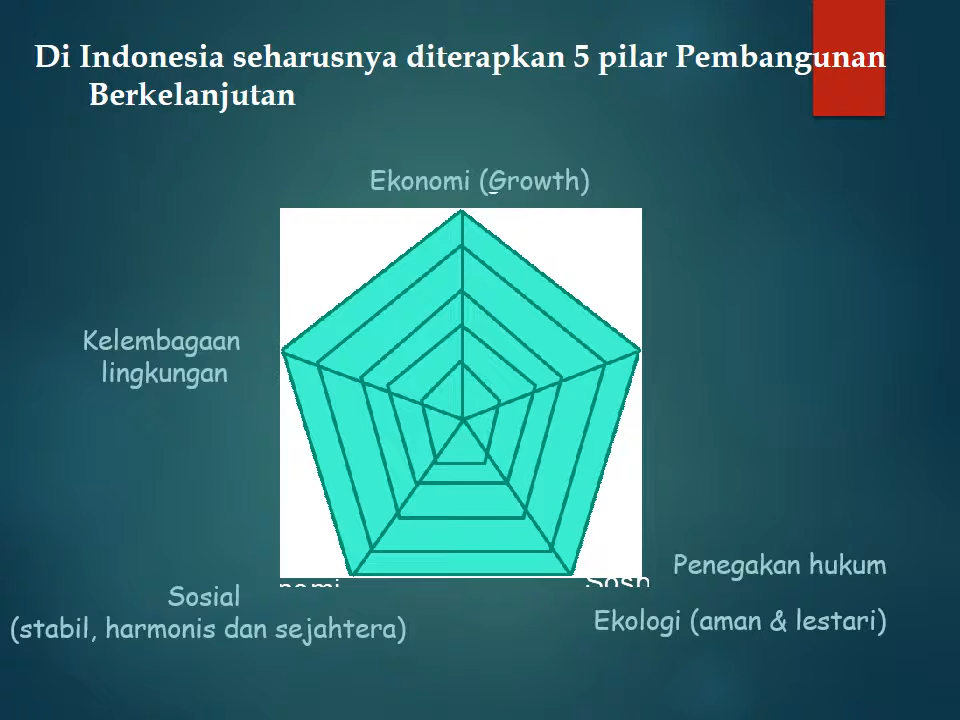 Di Indonesia seharusnya diterapkan 5 pilar Pembangunan
Berkelanjutan
Ekonomi (Growth)
Kelembagaan
lingkungan
Penegakan hukum
Sosial
(stabil, harmonis dan sejahtera)
Ekologi (aman & lestari)